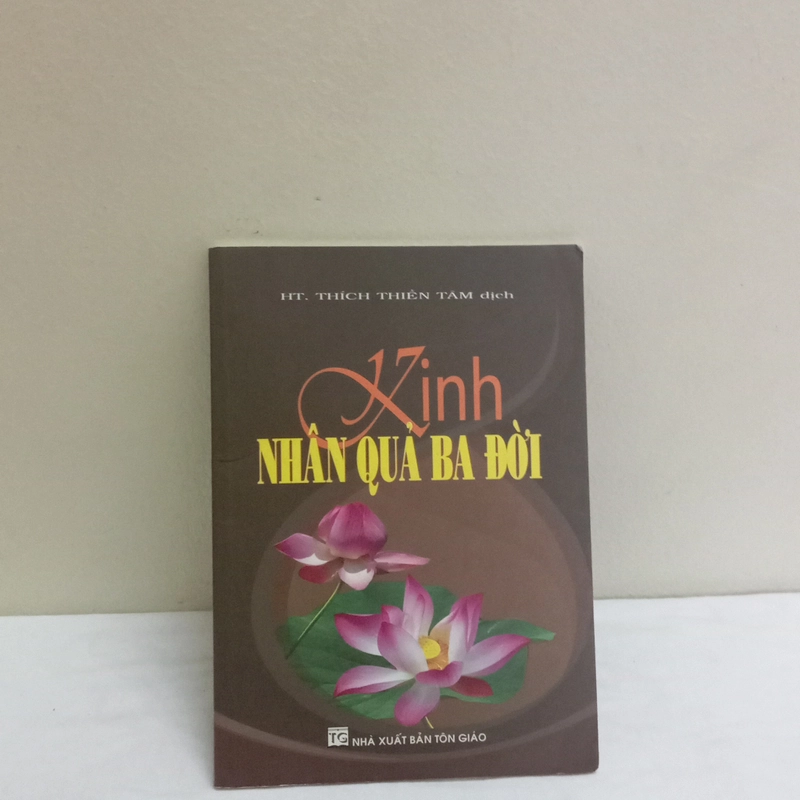 HT. THÍCH THIỀN TÂM dịch
Kinh
NHÂN QUẢ BA ĐỜI
TG NHÀ XUẤT BẢN TÔN GIÁO